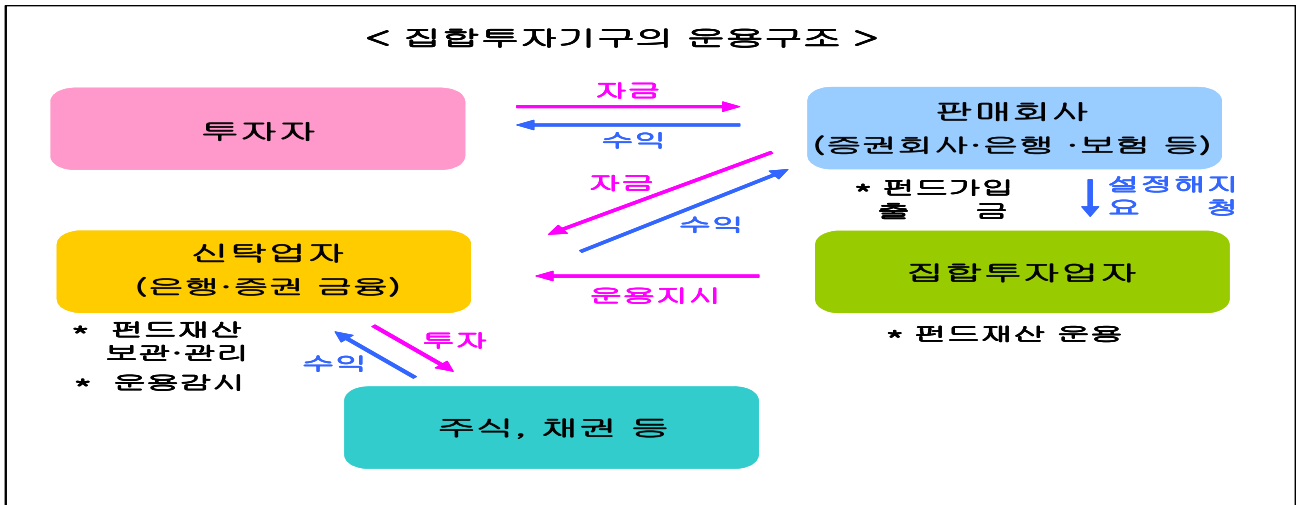 < 집합투자기구의 운용구조 >
투자자
자금
수익
판매회사
(증권회사·은행 ·보험 등)
자금
수익
* 펀드가입
출 금
설정해지
요 청
신탁업자
(은행·증권 금융)
운용지시
집합투자업자
* 펀드재산
보관·관리
* 운용감시
수익
투자
* 펀드재산 운용
주식, 채권 등